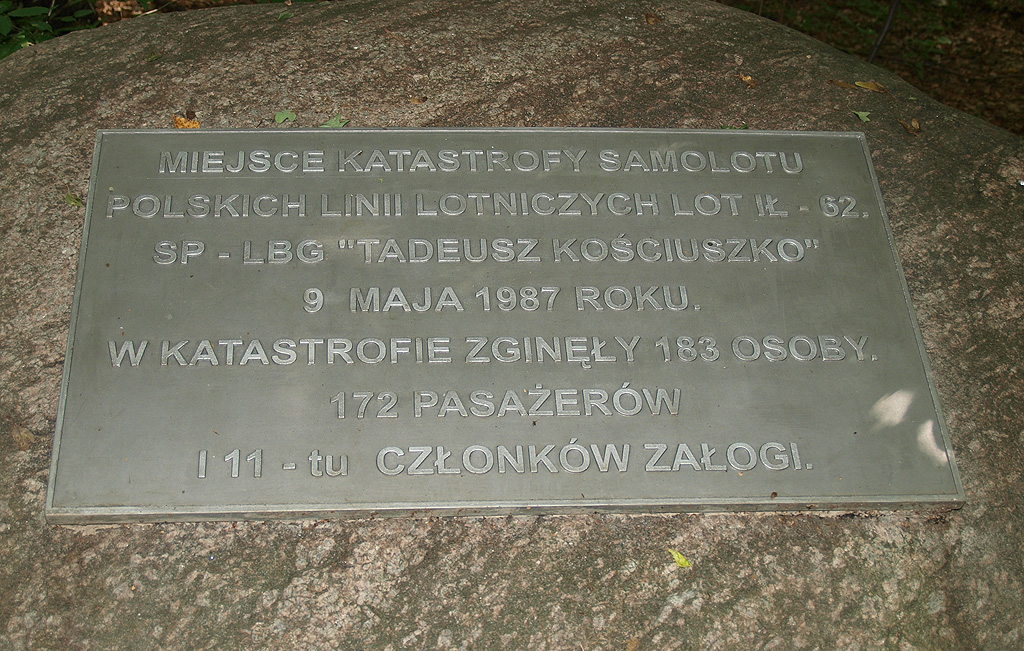 MIEJSCE KATASTROFY SAMOLOTU
POLSKICH LINII LOTNICZYCH LOT IŁ - 62.
SP - LBG "TADEUSZ KOŚCIUSZKO"
9 MAJA 1987 ROKU.
W KATASTROFIE ZGINĘŁY 183 OSOBY.
172 PASAŻERÓW
I 11 - tu CZŁONKÓW ZAŁOGI.